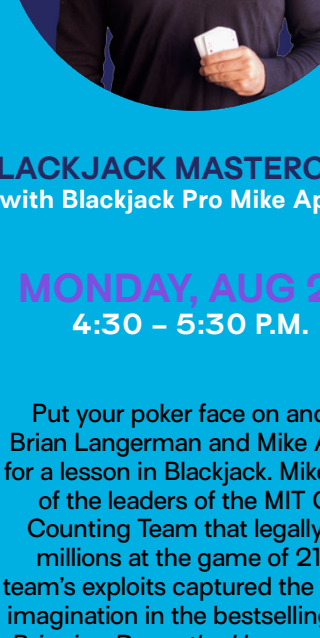 LACKJACK MASTERC
with Blackjack Pro Mike Ap
MONDAY, AUG 2
4:30 – 5:30 P.M.
Put your poker face on and
Brian Langerman and Mike A
for a lesson in Blackjack. Mike
of the leaders of the MIT C
Counting Team that legally
millions at the game of 21
team's exploits captured the
imagination in the bestselling